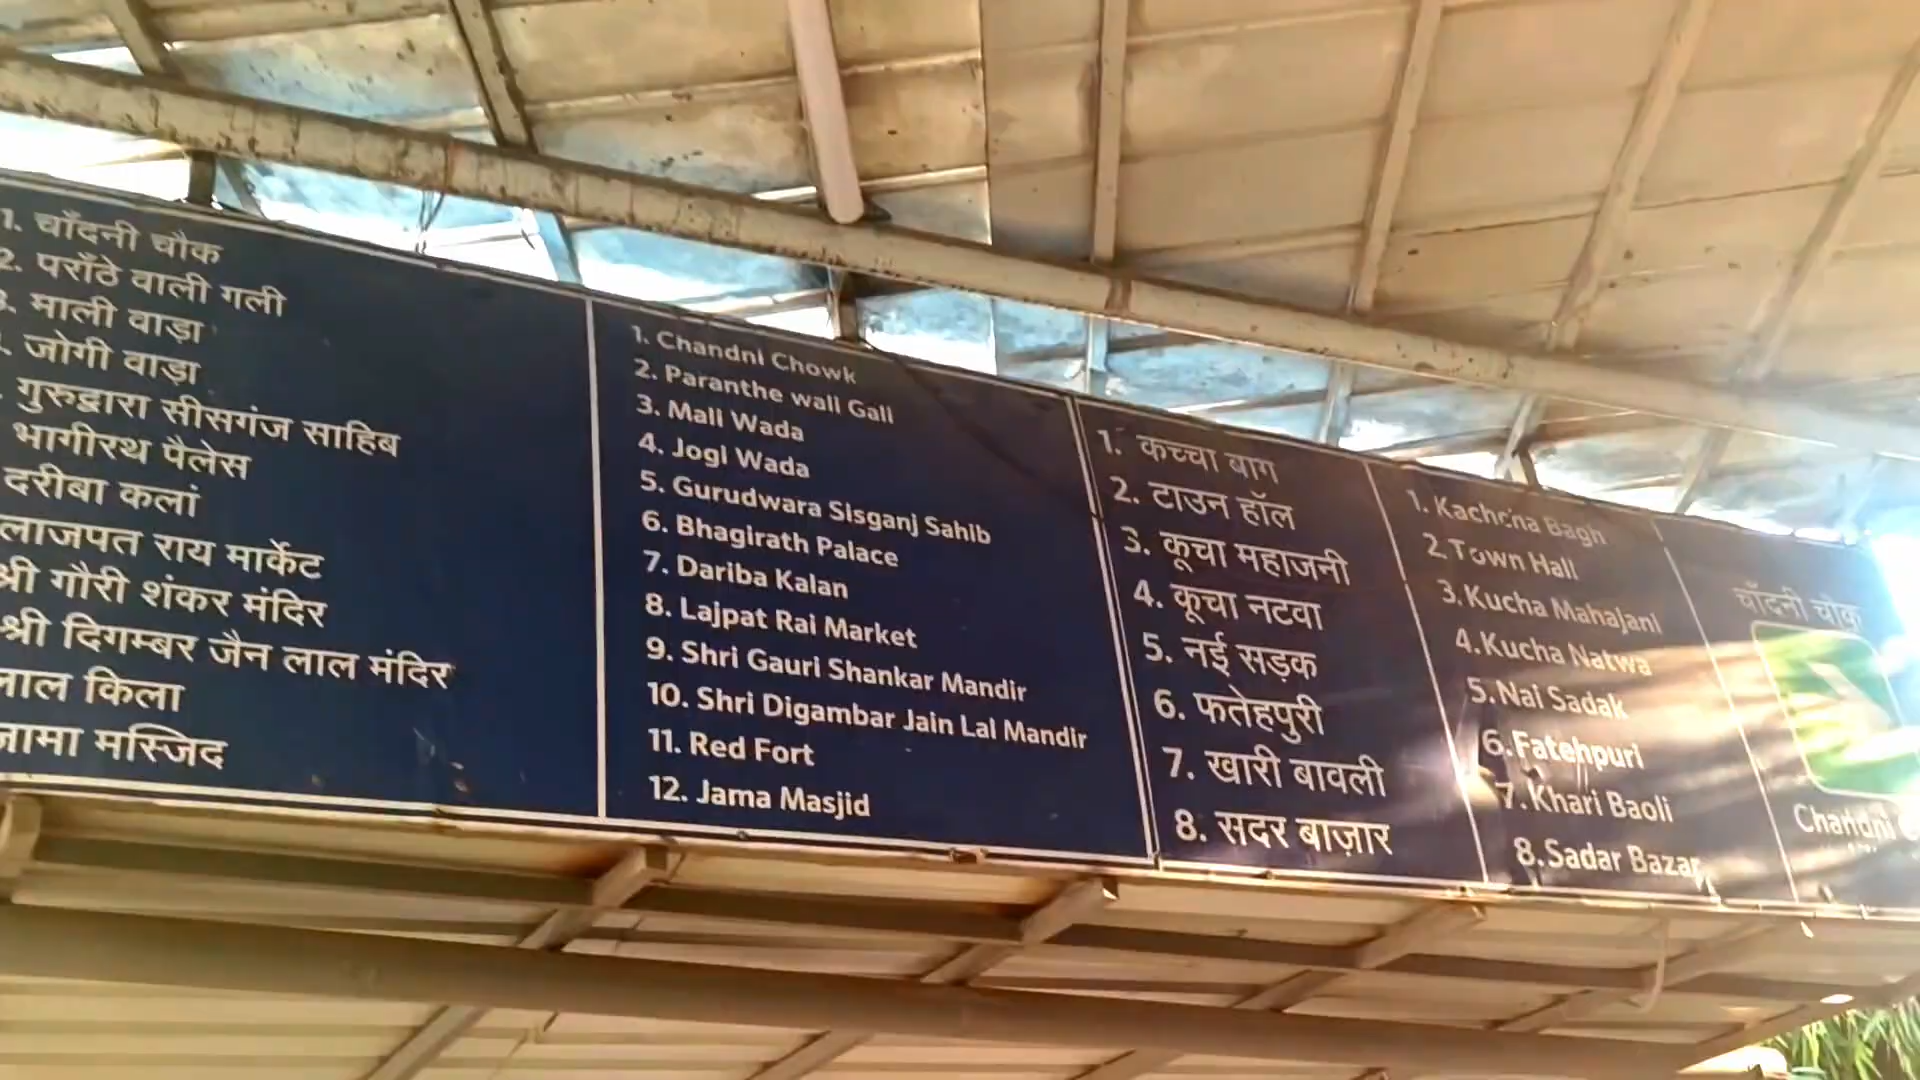 1. चाँदनी चौक
2. पराँठे वाली गली
3. माली वाड़ा
जोगी वाड़ा
गुरुद्वारा सीसगंज साहिब
भागीरथ पैलेस
दरीबा कलां
लाजपत राय मार्केट
श्री गौरी शंकर मंदिर
श्री दिगम्बर जैन लाल मंदिर
लाल किला
जामा मस्जिद
1. Chandni Chowk
2. Paranthe wali Gali
3. Mali Wada
4. Jogi Wada
5. Gurudwara Sisganj Sahib
6. Bhagirath Palace
7. Dariba Kalan
8. Lajpat Rai Market
9. Shri Gauri Shankar Mandir
10. Shri Digambar Jain Lal Mandir
11. Red Fort
12. Jama Masjid
1. कच्चा बाग
2. टाउन हॉल
3. कूचा महाजनी
4. कूचा नटवा
5. नई सड़क
6. फतेहपुरी
7. खारी बावली
8. सदर बाज़ार
1. Kachcha Bagh
2. Town Hall
3. Kucha Mahajani
4. Kucha Natwa
5. Nai Sadak
6. Fatehpuri
7. Khari Baoli
8. Sadar Bazar
चाँदनी चौक
Chandni